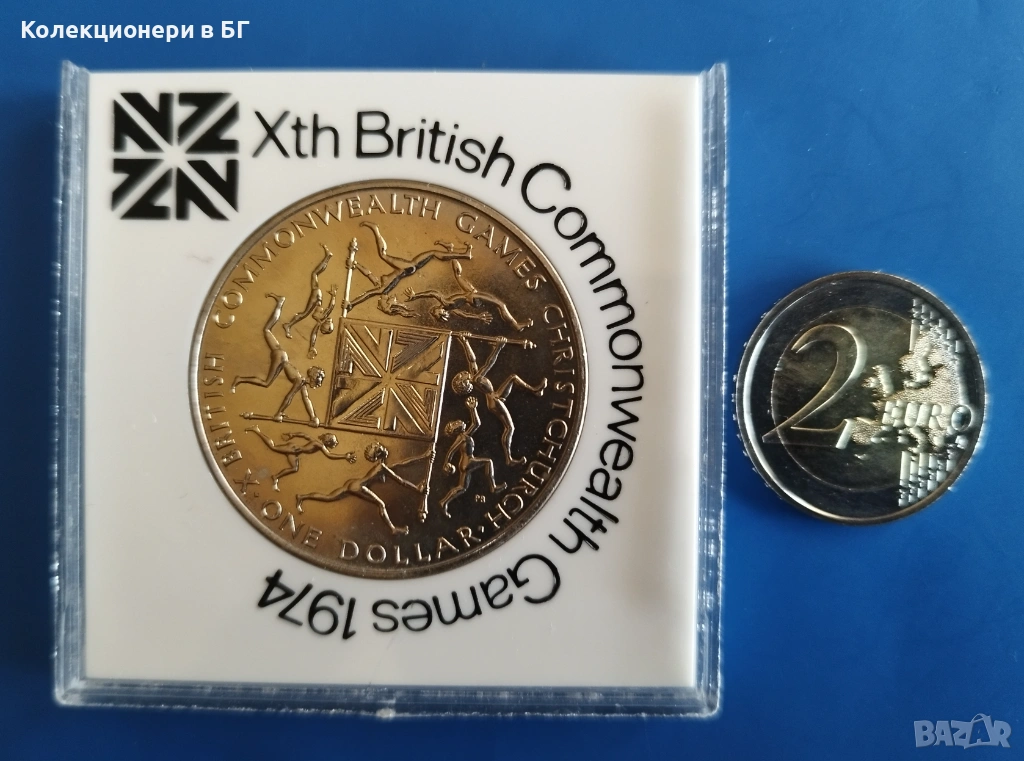 Колекционери в БГ
Xth British Commonwealth Games 1974
X · BRITISH COMMONWEALTH GAMES CHRISTCHURCH · ONE DOLLAR ·
2 EURO
BAZAR